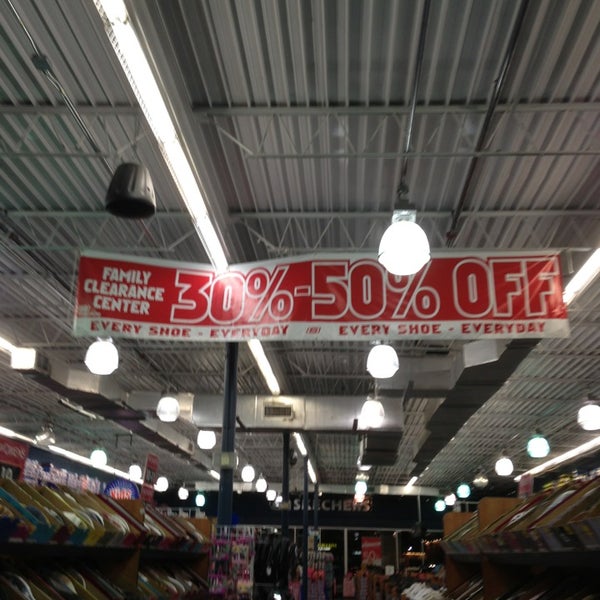 FAMILY
CLEARANCE
CENTER
30%-50% OFF
EVERY SHOE - EVERYDAY
EVERY SHOE - EVERYDAY
SKECHERS